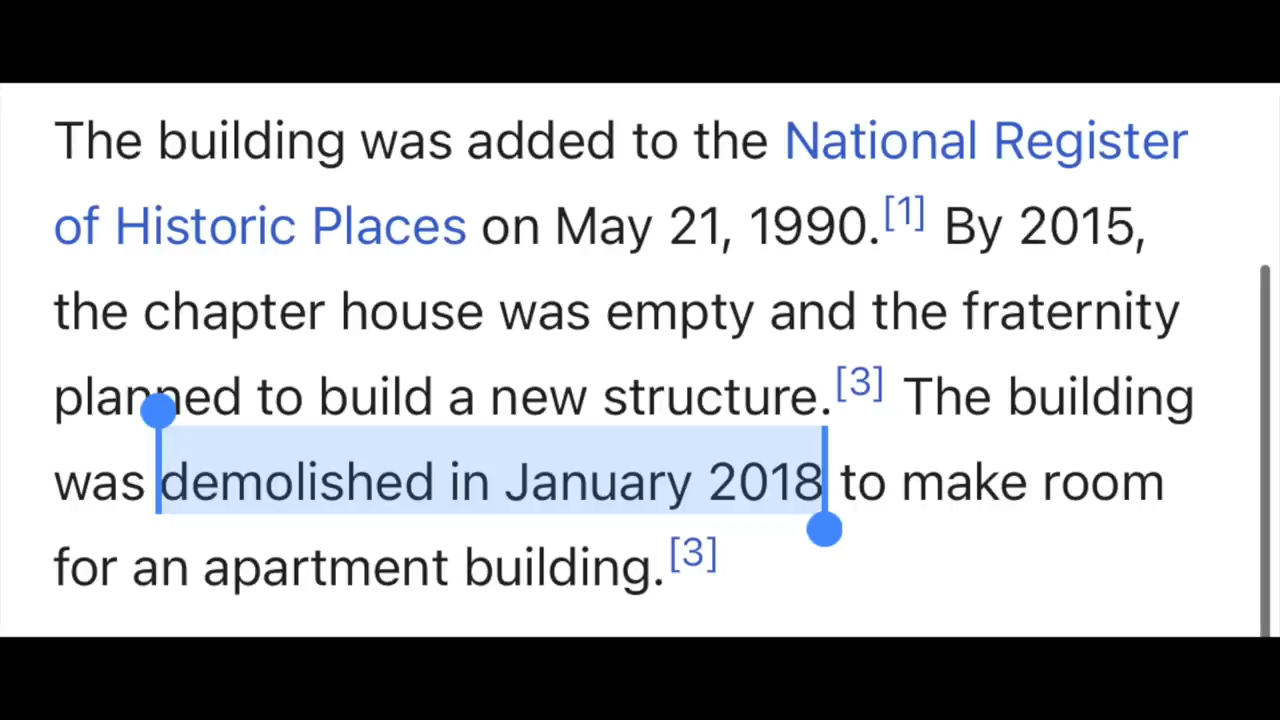 The building was added to the National Register
of Historic Places on May 21, 1990.[1] By 2015,
the chapter house was empty and the fraternity
planned to build a new structure.[3] The building
was demolished in January 2018 to make room
for an apartment building.[3]